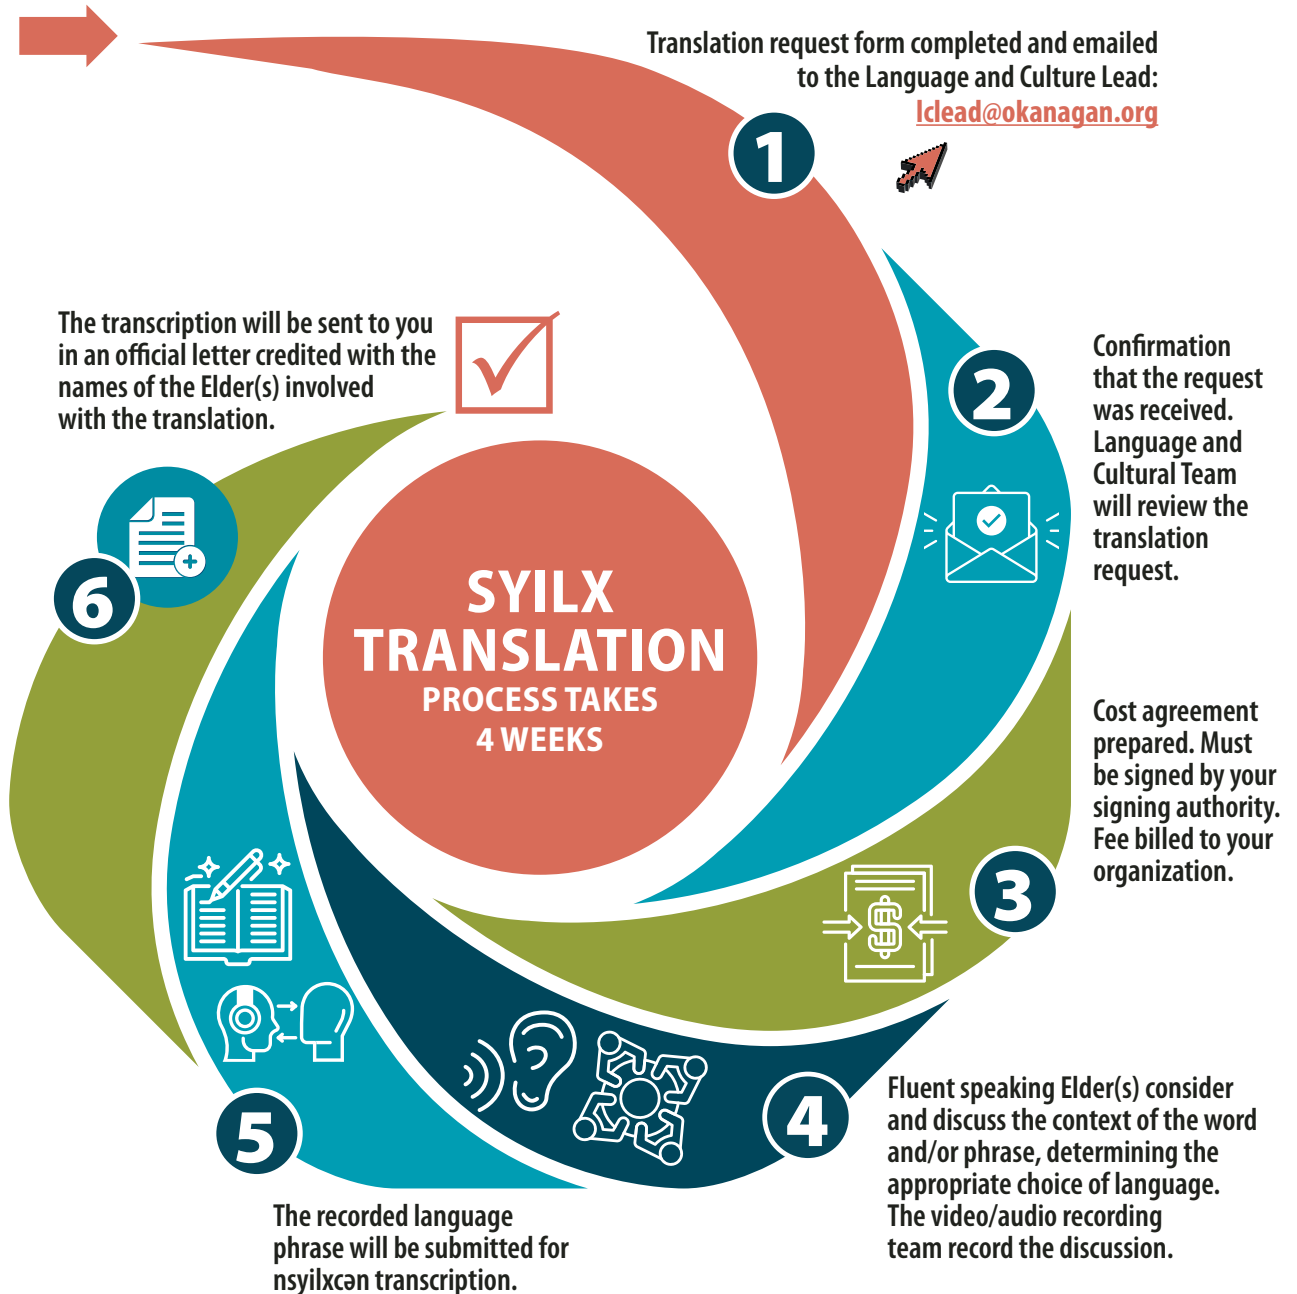 Translation request form completed and emailed
to the Language and Culture Lead:
lclead@okanagan.org
1
2
Confirmation
that the request
was received.
Language and
Cultural Team
will review the
translation
request.
3
Cost agreement
prepared. Must
be signed by your
signing authority.
Fee billed to your
organization.
$
4
Fluent speaking Elder(s) consider
and discuss the context of the word
and/or phrase, determining the
appropriate choice of language.
The video/audio recording
team record the discussion.
5
The recorded language
phrase will be submitted for
nsyilxcən transcription.
6
The transcription will be sent to you
in an official letter credited with the
names of the Elder(s) involved
with the translation.
SYILX
TRANSLATION
PROCESS TAKES
4 WEEKS